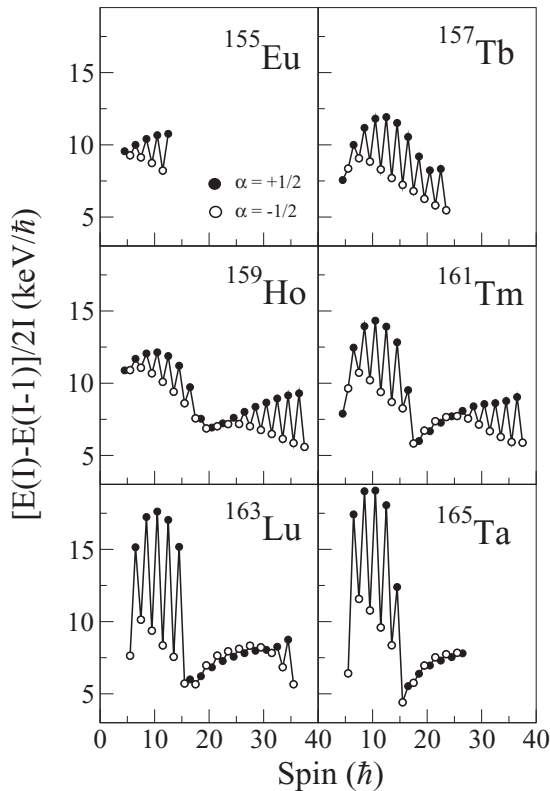 ¹⁵⁵Eu
¹⁵⁷Tb
15
10
5
α = +1/2
α = -1/2
[E(I)-E(I-1)]/2I (keV/ℏ)
¹⁵⁹Ho
¹⁶¹Tm
15
10
5
¹⁶³Lu
¹⁶⁵Ta
15
10
5
0 10 20 30 40 0 10 20 30 40
Spin (ℏ)